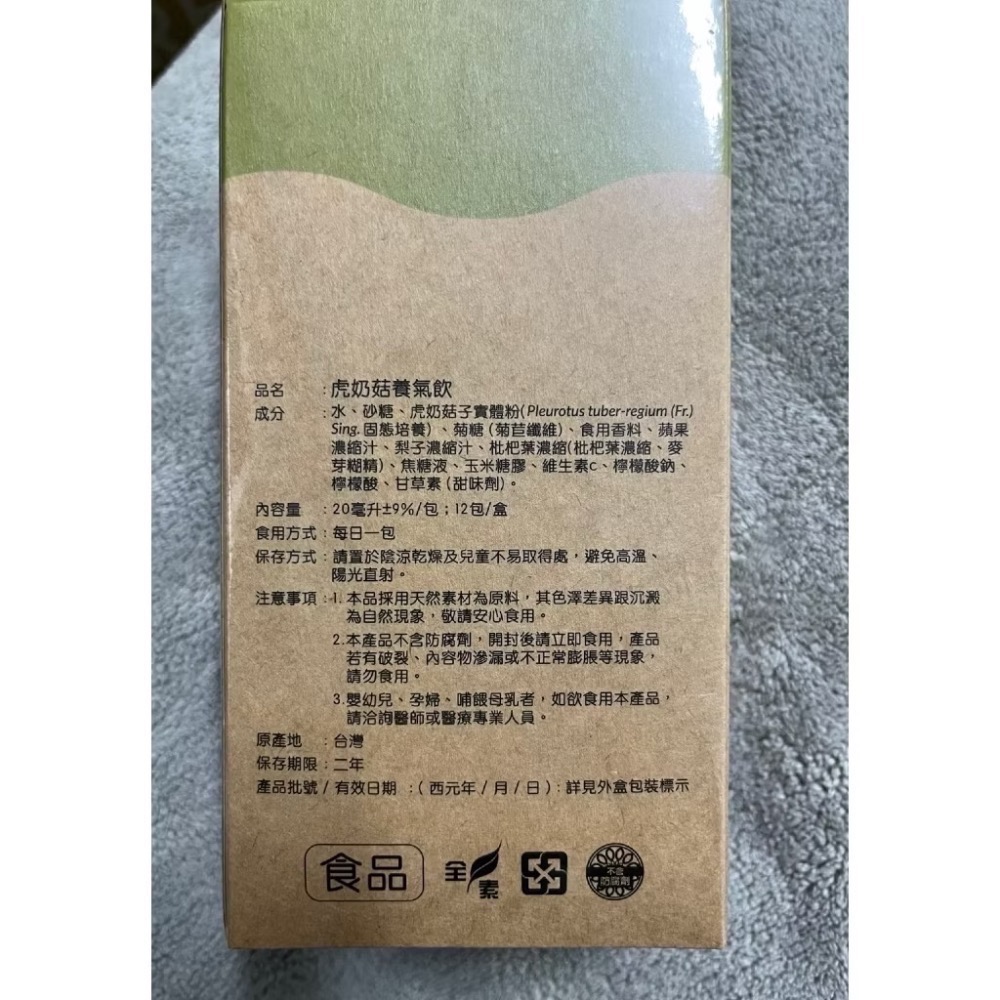 品名 ：虎奶菇養氣飲
成分 ：水、砂糖、虎奶菇子實體粉(Pleurotus tuber-regium (Fr.)
Sing. 固態培養)、菊糖 (菊苣纖維)、食用香料、蘋果
濃縮汁、梨子濃縮汁、枇杷葉濃縮(枇杷葉濃縮、麥
芽糊精)、焦糖液、玉米糖膠、維生素c、檸檬酸鈉、
檸檬酸、甘草素 (甜味劑)。
內容量 ：20毫升±9%/包；12包/盒
食用方式：每日一包
保存方式：請置於陰涼乾燥及兒童不易取得處，避免高溫、
陽光直射。
注意事項：1. 本品採用天然素材為原料，其色澤差異跟沉澱
為自然現象，敬請安心食用。
2.本產品不含防腐劑，開封後請立即食用，產品
若有破裂、內容物滲漏或不正常膨脹等現象，
請勿食用。
3.嬰幼兒、孕婦、哺餵母乳者，如欲食用本產品，
請洽詢醫師或醫療專業人員。
原產地 ：台灣
保存期限：二年
產品批號 / 有效日期 ：( 西元年 / 月 / 日 )：詳見外盒包裝標示
食品
全素
不含
防腐劑